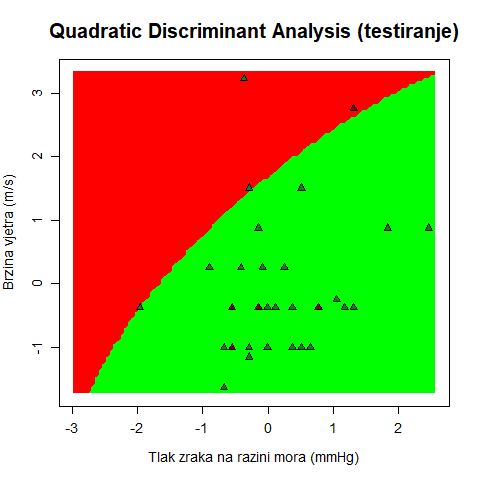 Quadratic Discriminant Analysis (testiranje)
Brzina vjetra (m/s)
3
2
1
0
-1
-3 -2 -1 0 1 2
Tlak zraka na razini mora (mmHg)